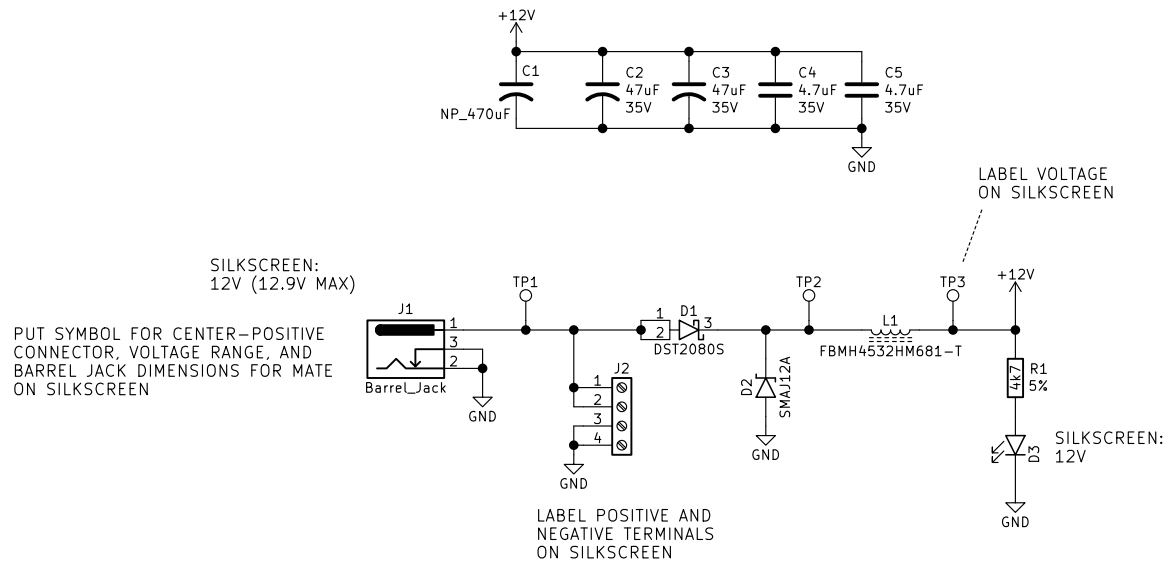 +12V
C1
NP_470uF
C2
47uF
35V
C3
47uF
35V
C4
4.7uF
35V
C5
4.7uF
35V
GND
LABEL VOLTAGE
ON SILKSCREEN
SILKSCREEN:
12V (12.9V MAX)
PUT SYMBOL FOR CENTER-POSITIVE
CONNECTOR, VOLTAGE RANGE, AND
BARREL JACK DIMENSIONS FOR MATE
ON SILKSCREEN
J1
1
3
2
Barrel_Jack
GND
TP1
J2
1
2
3
4
GND
LABEL POSITIVE AND
NEGATIVE TERMINALS
ON SILKSCREEN
1
2
D1
3
DST2080S
D2
SMAJ12A
GND
TP2
L1
FBMH4532HM681-T
TP3
+12V
4k7
R1
5%
D3
SILKSCREEN:
12V
GND